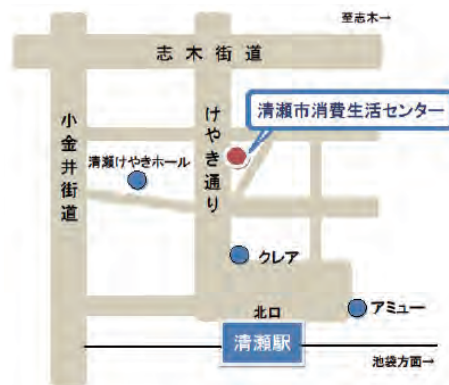 至志木→
志木街道
清瀬市消費生活センター
小金井街道
けやき通り
清瀬けやきホール
クレア
北口
アミュー
清瀬駅
池袋方面→